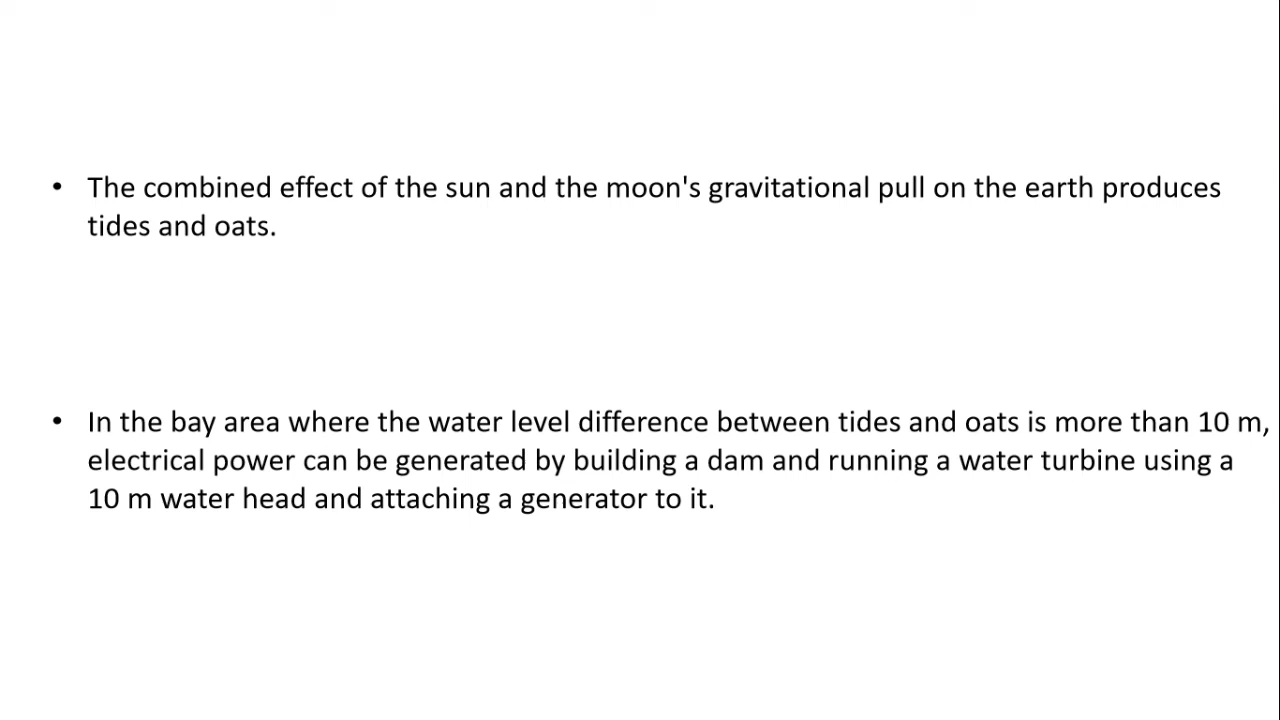 • The combined effect of the sun and the moon's gravitational pull on the earth produces
tides and oats.
• In the bay area where the water level difference between tides and oats is more than 10 m,
electrical power can be generated by building a dam and running a water turbine using a
10 m water head and attaching a generator to it.